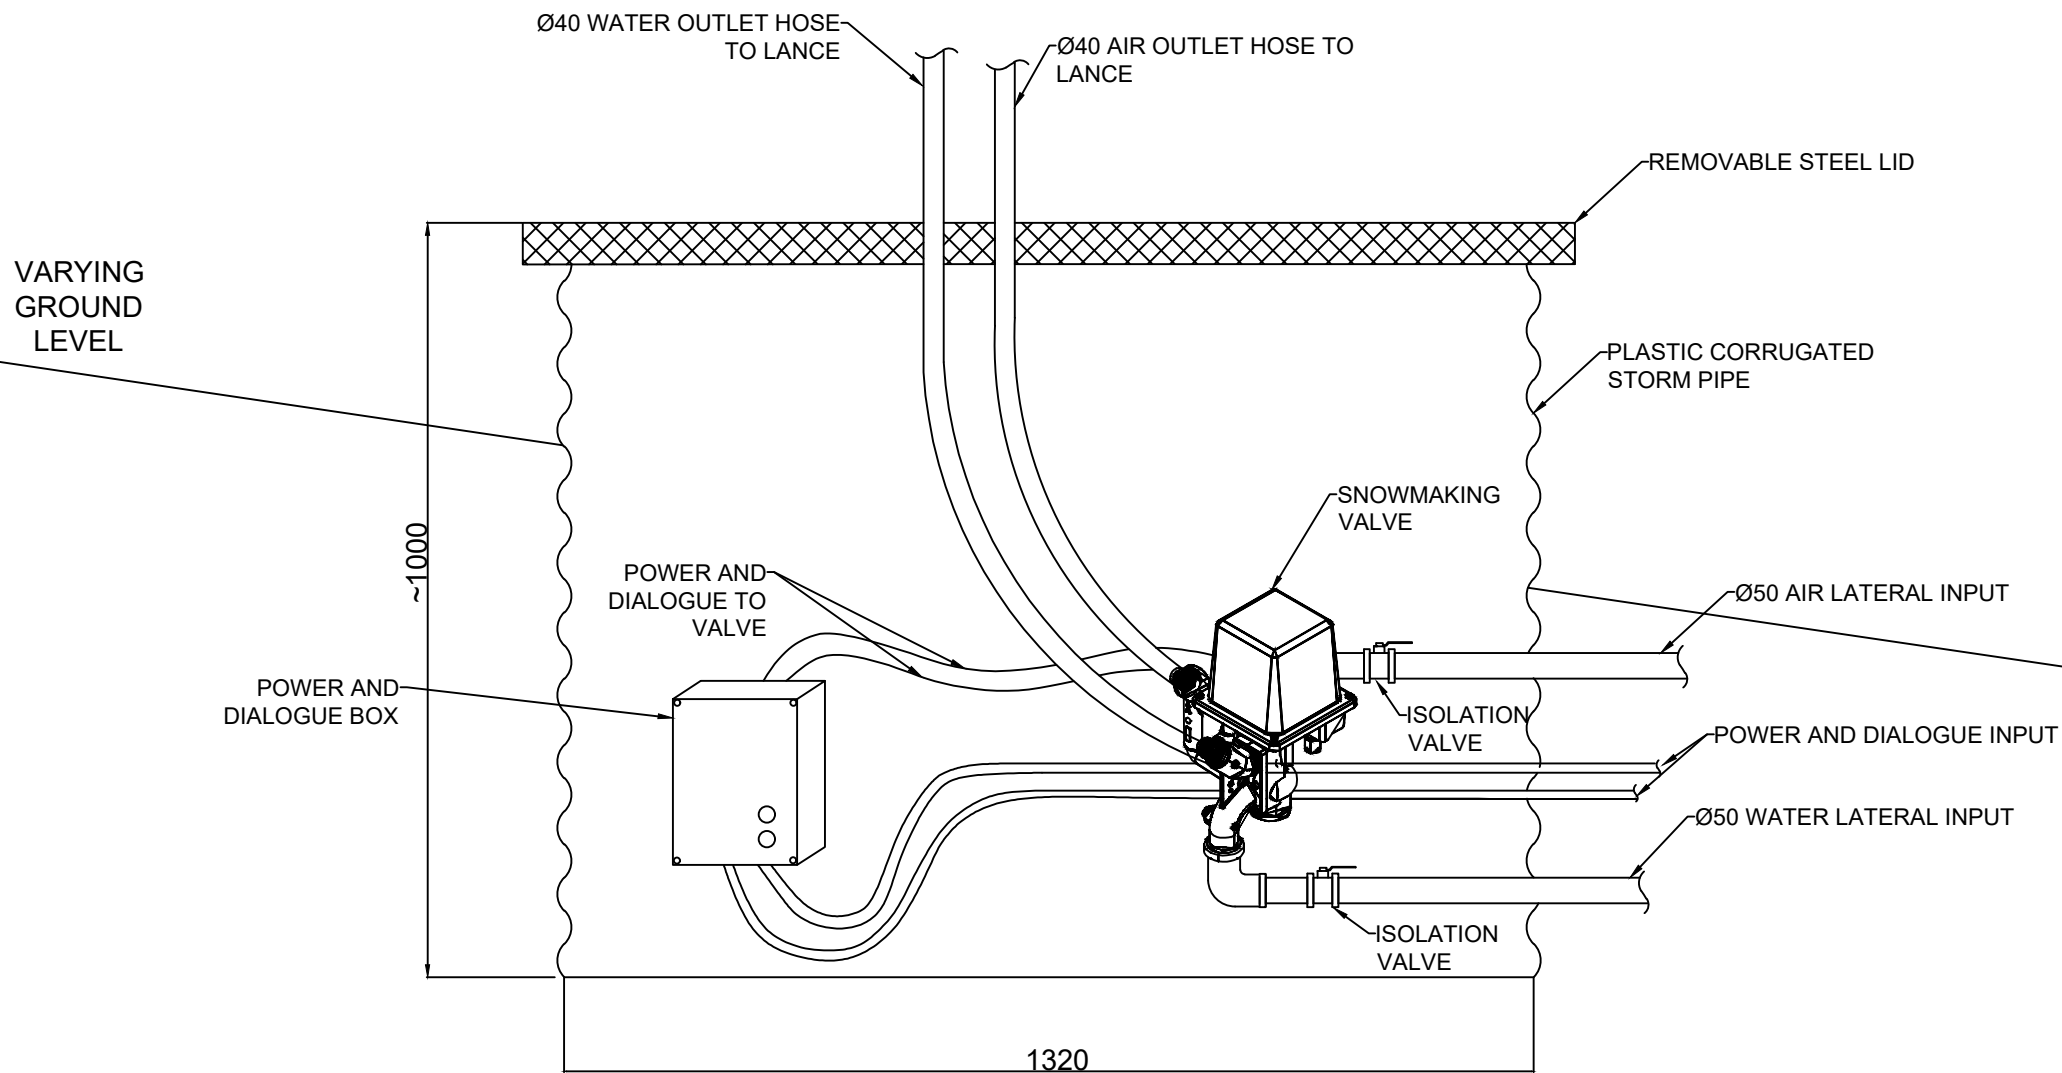 Ø40 WATER OUTLET HOSE
TO LANCE
Ø40 AIR OUTLET HOSE TO
LANCE
REMOVABLE STEEL LID
VARYING
GROUND
LEVEL
PLASTIC CORRUGATED
STORM PIPE
~1000
SNOWMAKING
VALVE
POWER AND
DIALOGUE TO
VALVE
Ø50 AIR LATERAL INPUT
POWER AND
DIALOGUE BOX
ISOLATION
VALVE
POWER AND DIALOGUE INPUT
Ø50 WATER LATERAL INPUT
ISOLATION
VALVE
1320